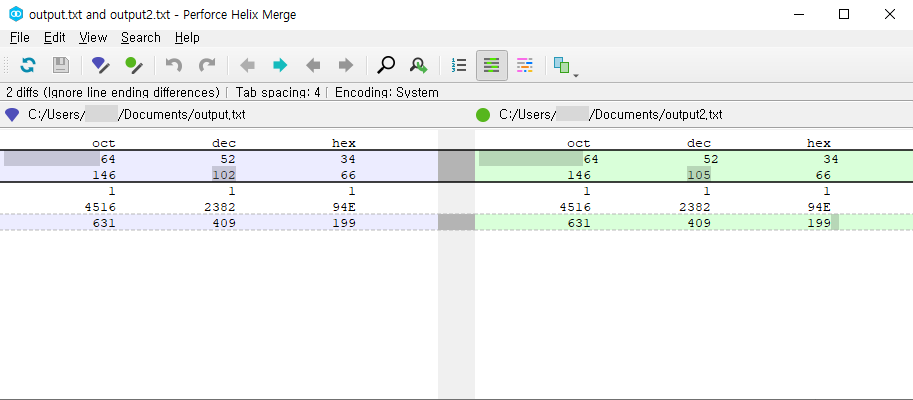 output.txt and output2.txt - Perforce Helix Merge
File Edit View Search Help
2 diffs (Ignore line ending differences) | Tab spacing: 4 | Encoding: System
C:/Users/ /Documents/output.txt
C:/Users/ /Documents/output2.txt
oct dec hex
64 52 34
146 102 66
1 1 1
4516 2382 94E
631 409 199
oct dec hex
64 52 34
146 105 66
1 1 1
4516 2382 94E
631 409 199